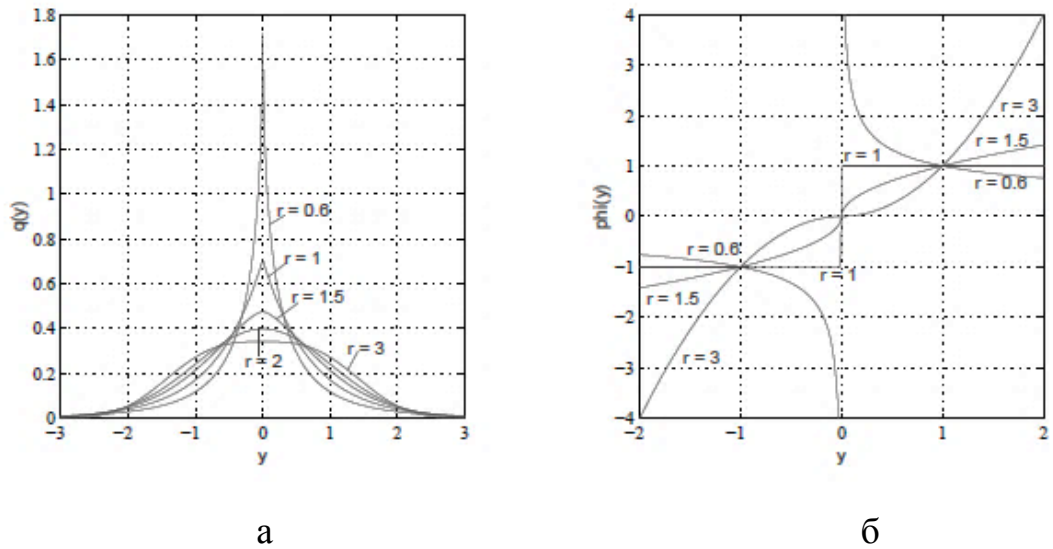 1.8
1.6
1.4
1.2
1
0.8
0.6
0.4
0.2
0
q(y)
r = 0.6
r = 1
r = 1.5
r = 3
r = 2
−3
−2
−1
0
1
2
3
y
а
4
3
2
1
0
−1
−2
−3
−4
phi(y)
r = 3
r = 1
r = 1.5
r = 0.6
r = 0.6
r = 1
r = 1.5
r = 3
−2
−1
0
1
2
y
б